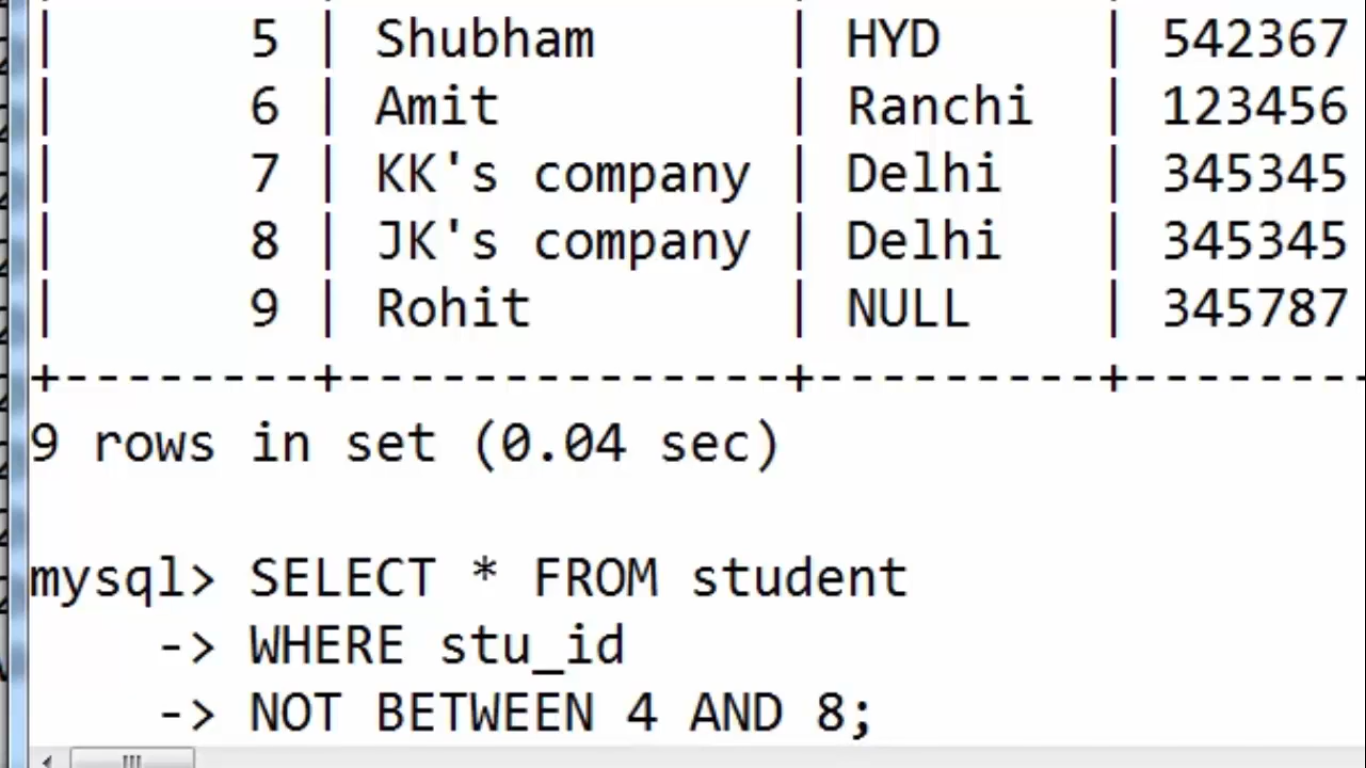 | 5 | Shubham | HYD | 542367
| 6 | Amit | Ranchi | 123456
| 7 | KK's company | Delhi | 345345
| 8 | JK's company | Delhi | 345345
| 9 | Rohit | NULL | 345787
+--------+--------------+---------+--------
9 rows in set (0.04 sec)
mysql> SELECT * FROM student
-> WHERE stu_id
-> NOT BETWEEN 4 AND 8;